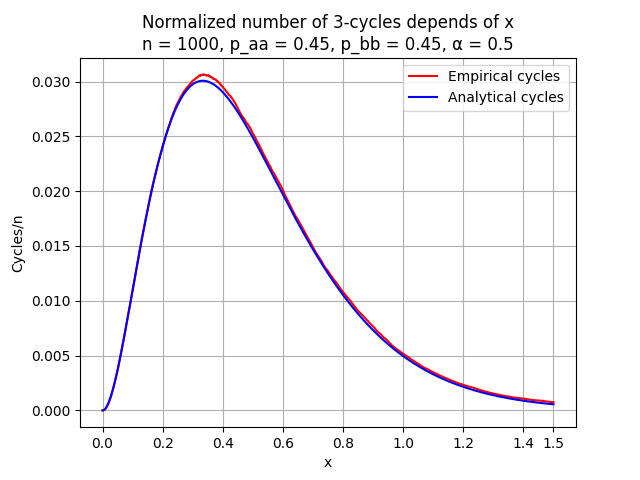 Normalized number of 3-cycles depends of x
n = 1000, p_aa = 0.45, p_bb = 0.45, α = 0.5
Empirical cycles
Analytical cycles
Cycles/n
0.030
0.025
0.020
0.015
0.010
0.005
0.000
0.0 0.2 0.4 0.6 0.8 1.0 1.2 1.4 1.5
x